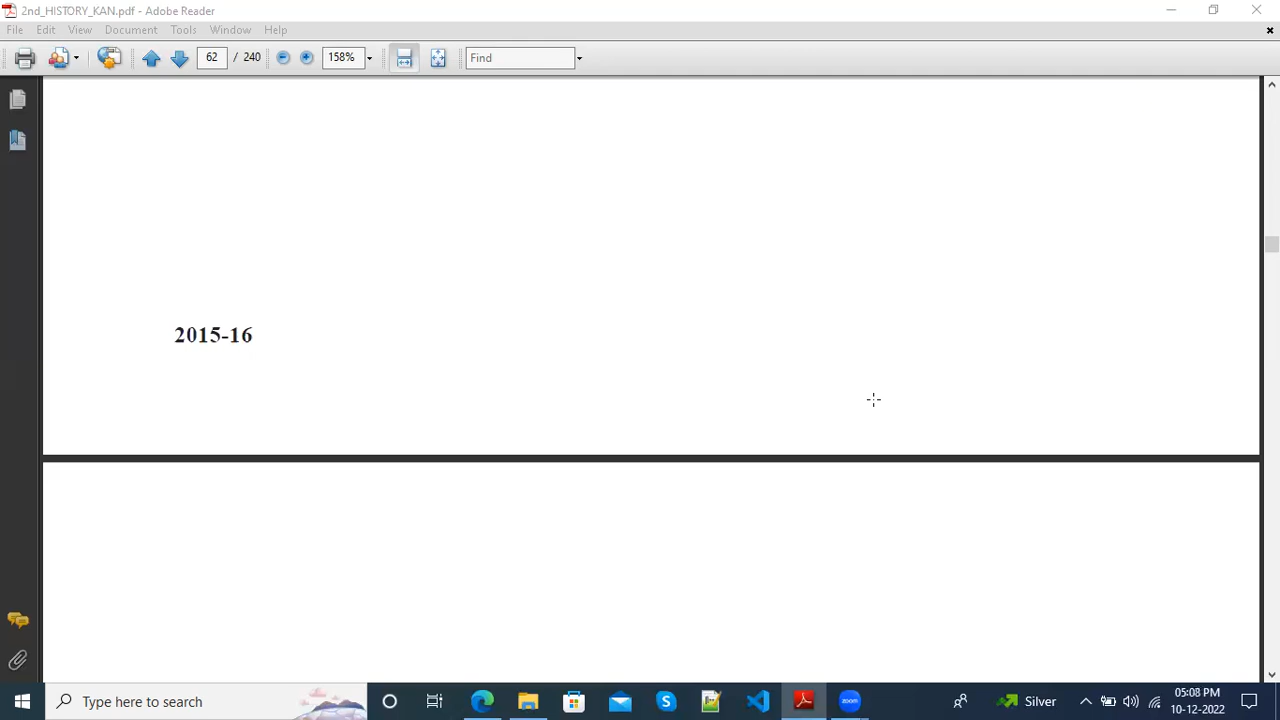 2nd_HISTORY_KAN.pdf - Adobe Reader
File Edit View Document Tools Window Help
62 / 240 158% Find
2015-16
Type here to search
zoom
Silver
05:08 PM
10-12-2022